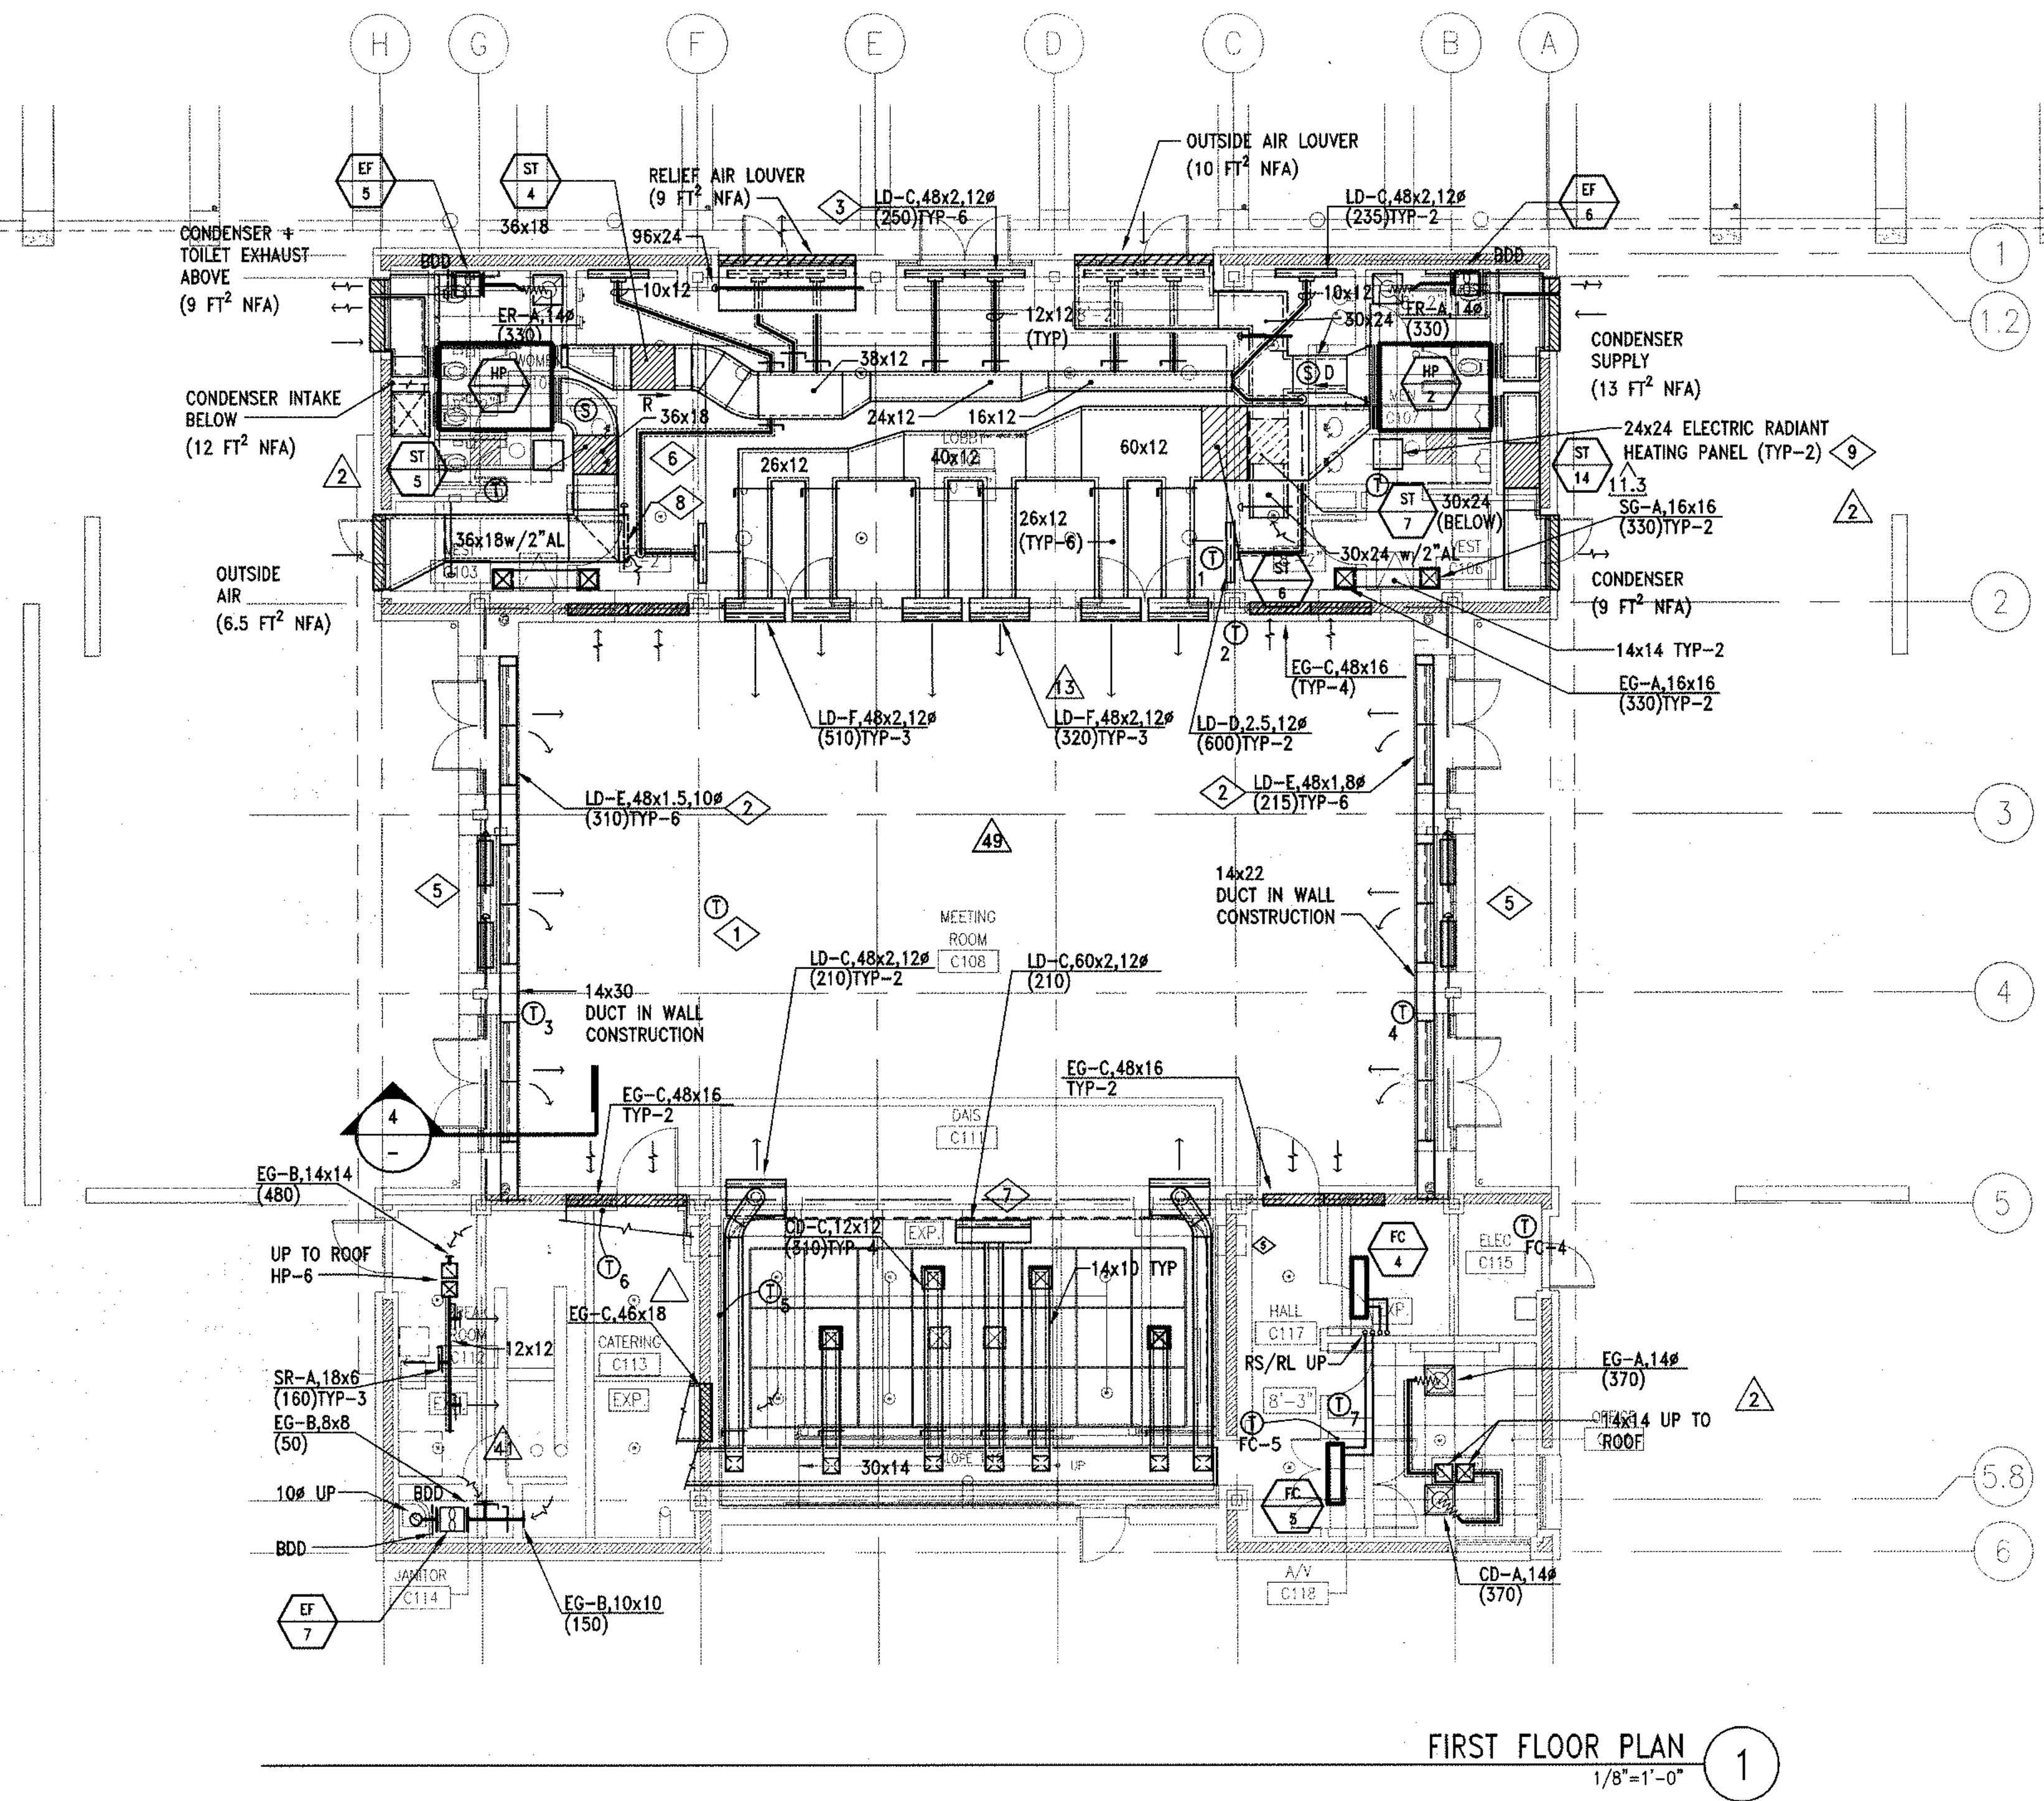 H
G
F
E
D
C
B
A
EF
5
ST
4
RELIEF AIR LOUVER
(9 FT² NFA)
OUTSIDE AIR LOUVER
(10 FT² NFA)
3
LD-C,48x2,12ø
(250)TYP-6
LD-C,48x2,12ø
(235)TYP-2
EF
6
36x18
96x24
CONDENSER +
TOILET EXHAUST
ABOVE
(9 FT² NFA)
BDD
BDD
1
1.2
10x12
10x12
ER-A,14ø
(330)
12x12
(TYP)
30x24
ER-A,14ø
(330)
CONDENSER
SUPPLY
(13 FT² NFA)
38x12
HP
1
S
D
HP
2
R
CONDENSER INTAKE
BELOW
(12 FT² NFA)
S
36x18
24x12
16x12
LOBBY
24x24 ELECTRIC RADIANT
HEATING PANEL (TYP-2)
9
ST
5
2
6
26x12
40x12
60x12
ST
14
11.3
T
8
T
ST
7
30x24
(BELOW)
SG-A,16x16
(330)TYP-2
2
26x12
(TYP-6)
36x18w/2"AL
C103
30x24 w/2"AL
VEST
C106
T
1
ST
6
OUTSIDE
AIR
(6.5 FT² NFA)
CONDENSER
(9 FT² NFA)
2
T
2
14x14 TYP-2
EG-C,48x16
(TYP-4)
EG-A,16x16
(330)TYP-2
13
LD-F,48x2,12ø
(510)TYP-3
LD-F,48x2,12ø
(320)TYP-3
LD-D,2.5,12ø
(600)TYP-2
LD-E,48x1.5,10ø
(310)TYP-6
2
2
LD-E,48x1,8ø
(215)TYP-6
3
49
5
14x22
DUCT IN WALL
CONSTRUCTION
5
T
1
MEETING
ROOM
C108
LD-C,48x2,12ø
(210)TYP-2
LD-C,60x2,12ø
(210)
14x30
DUCT IN WALL
CONSTRUCTION
T
3
T
4
4
EG-C,48x16
TYP-2
EG-C,48x16
TYP-2
4
-
DAIS
C111
EG-B,14x14
(480)
7
5
CD-C,12x12
(310)TYP-4
EXP.
FC
4
ELEC
C115
T
FC-4
UP TO ROOF
HP-6
T
6
T
5
14x10 TYP
EG-C,46x18
HALL
C117
CATERING
C113
12x12
RS/RL UP
SR-A,18x6
(160)TYP-3
EXP.
8'-3"
T
7
EG-A,14ø
(370)
2
EG-B,8x8
(50)
41
T
FC-5
14x14 UP TO
ROOF
30x14
SLOPE
UP
10ø UP
BDD
FC
5
5.8
BDD
6
JANITOR
C114
A/V
C118
CD-A,14ø
(370)
EF
7
EG-B,10x10
(150)
FIRST FLOOR PLAN
1/8"=1'-0"
1